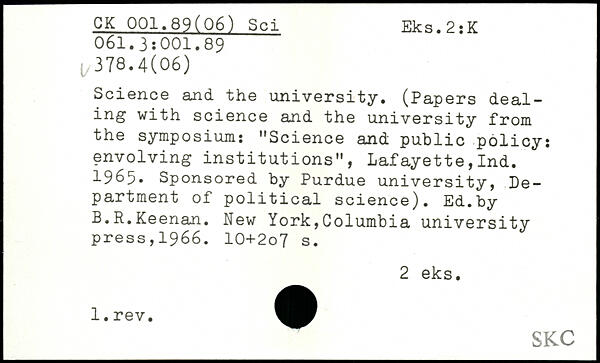 CK 001.89(06) Sci Eks.2:K
061.3:001.89
√378.4(06)
Science and the university. (Papers deal-
ing with science and the university from
the symposium: "Science and public policy:
envolving institutions", Lafayette,Ind.
1965. Sponsored by Purdue university, De-
partment of political science). Ed.by
B.R.Keenan. New York,Columbia university
press,1966. 10+2o7 s.
2 eks.
1.rev.
SKC